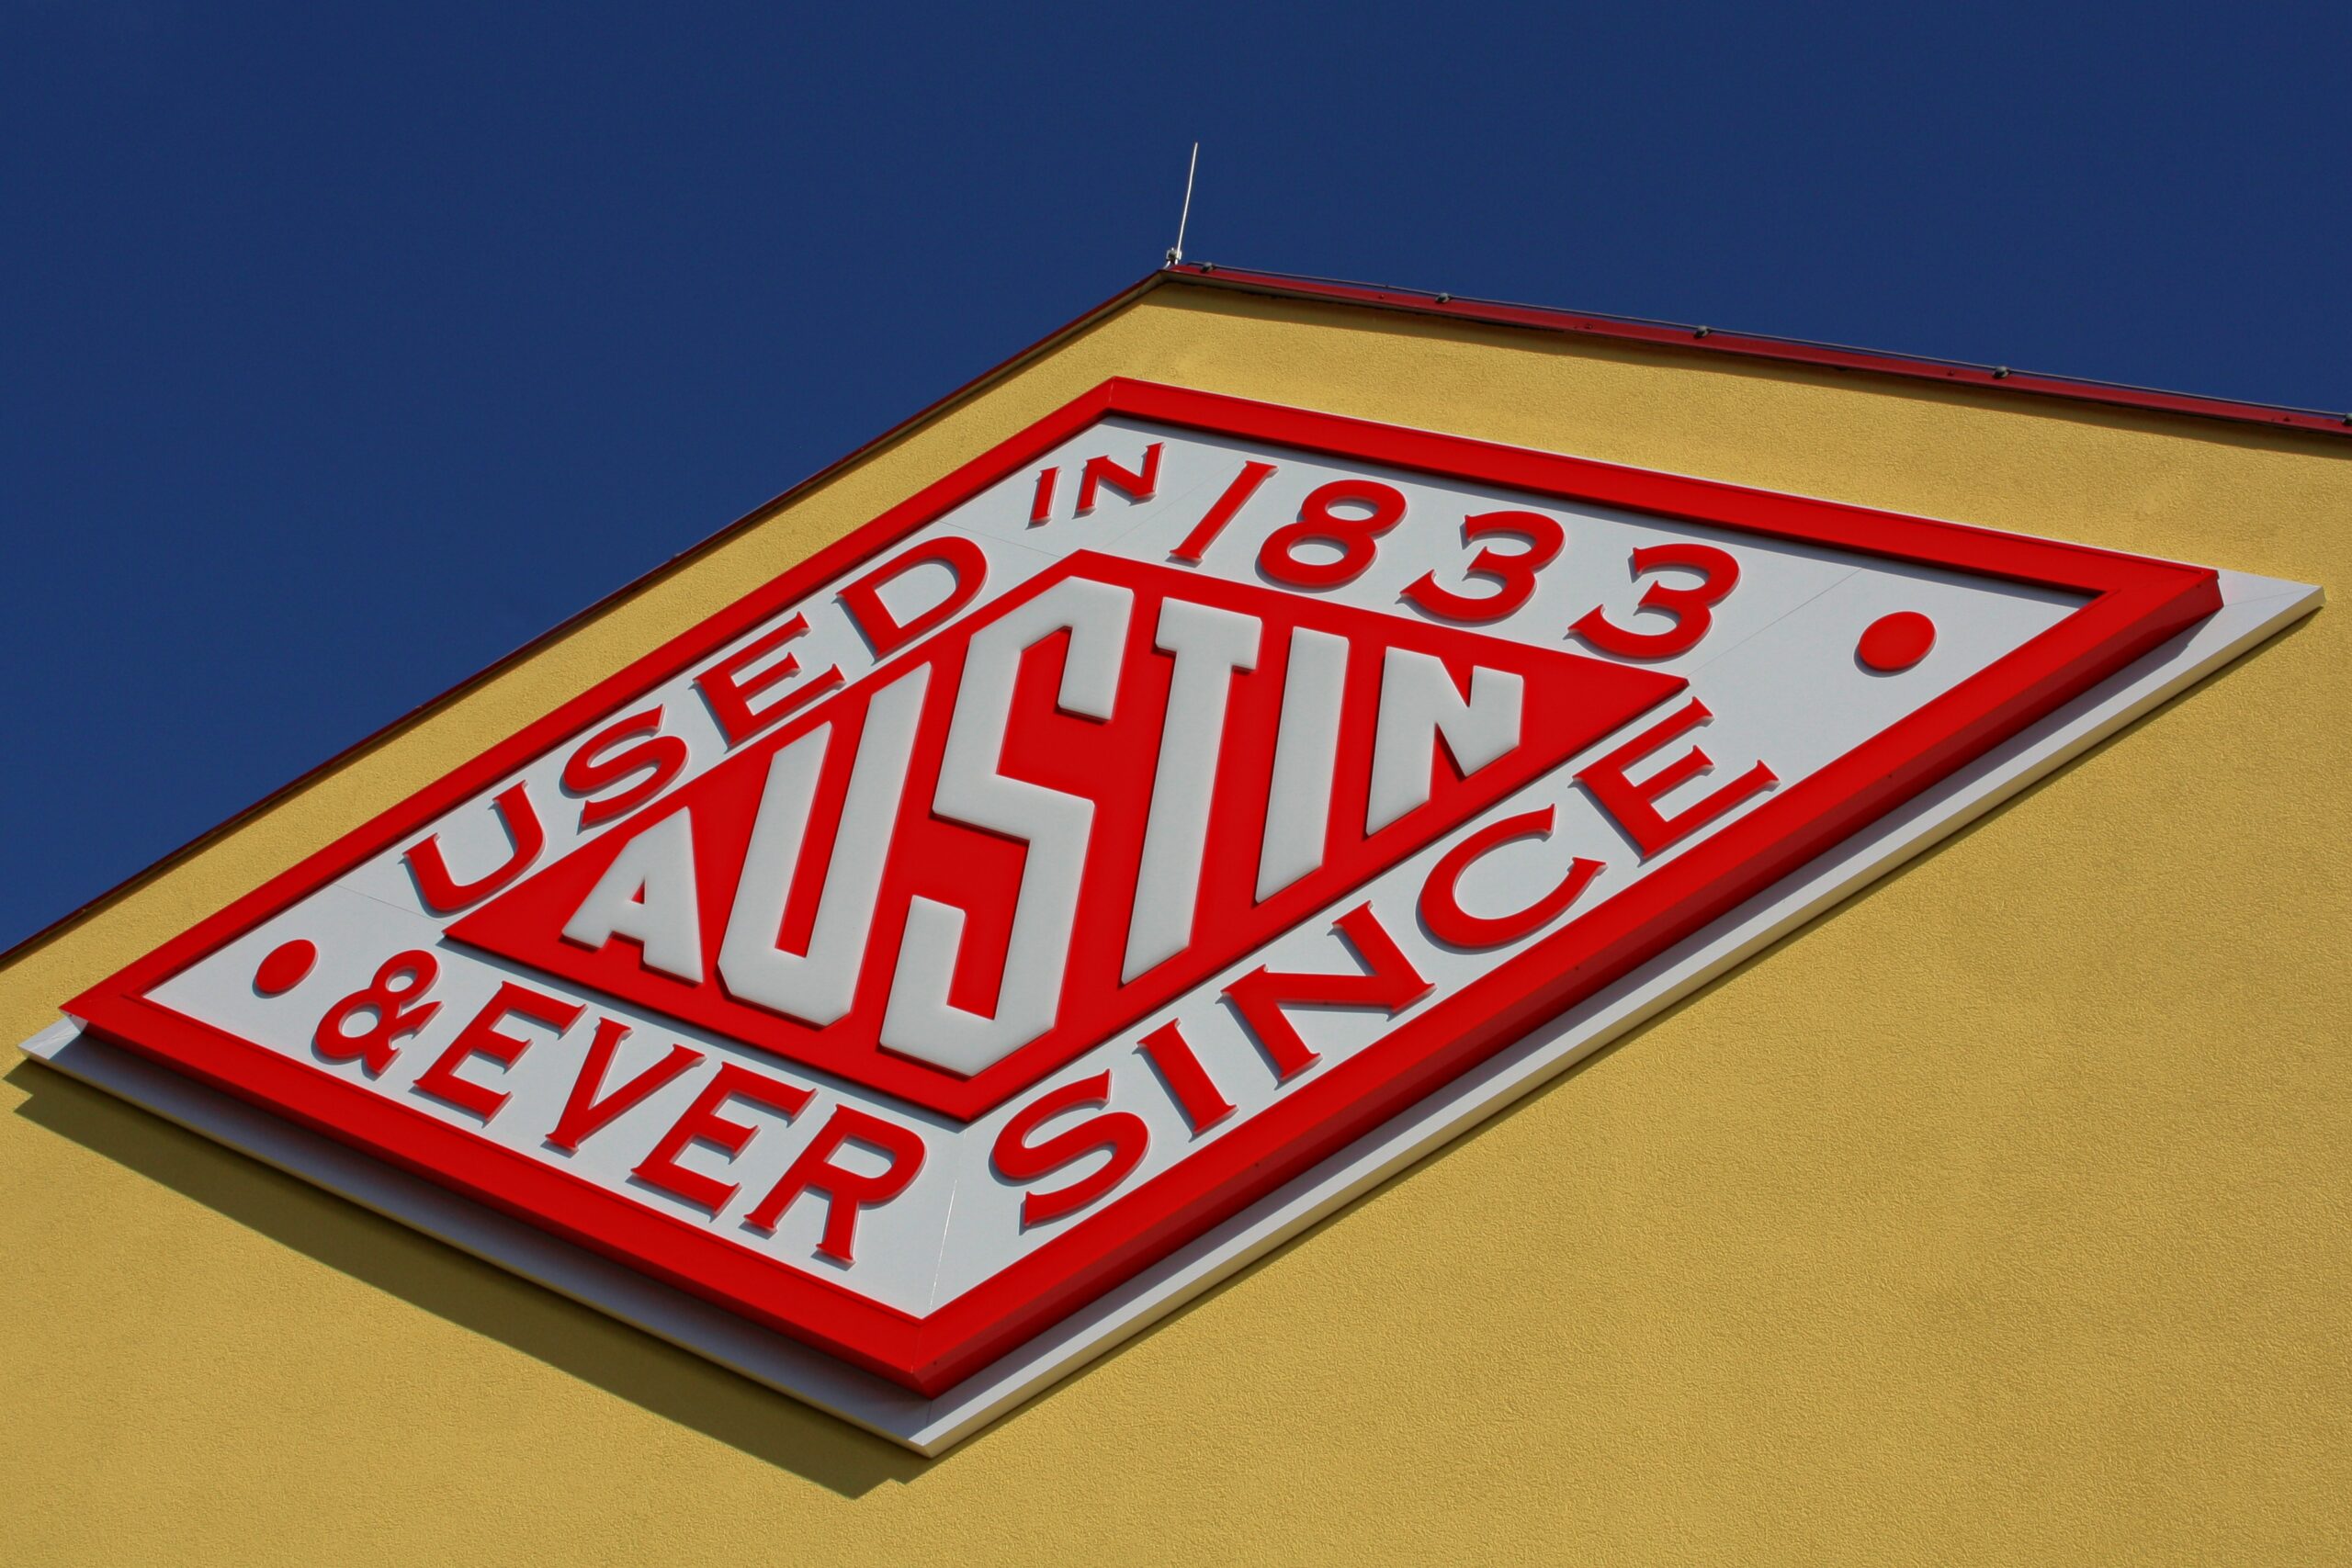 USED IN 1833
AUSTIN
& EVER SINCE